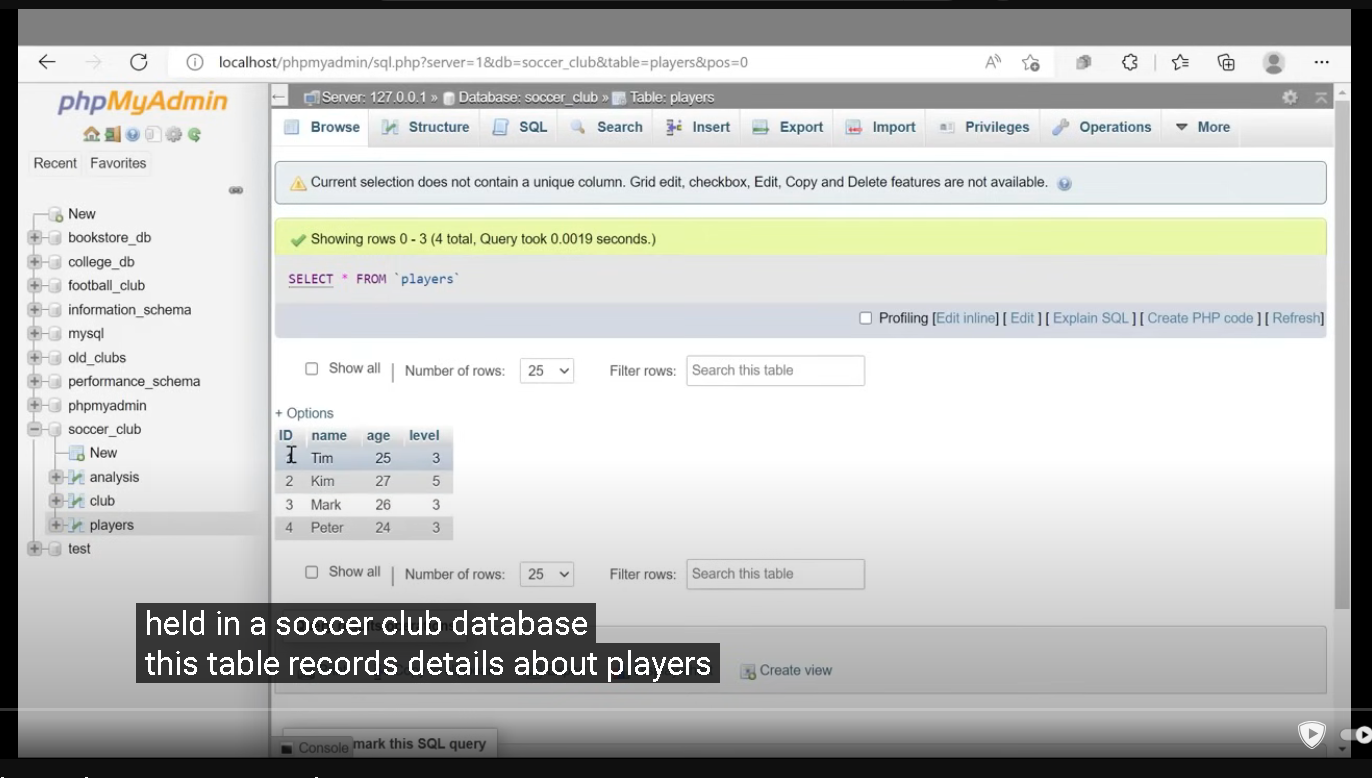 localhost/phpmyadmin/sql.php?server=1&db=soccer_club&table=players&pos=0
phpMyAdmin
Recent Favorites
New
bookstore_db
college_db
football_club
information_schema
mysql
old_clubs
performance_schema
phpmyadmin
soccer_club
New
analysis
club
players
test
Server: 127.0.0.1 » Database: soccer_club » Table: players
Browse Structure SQL Search Insert Export Import Privileges Operations More
Current selection does not contain a unique column. Grid edit, checkbox, Edit, Copy and Delete features are not available.
Showing rows 0 - 3 (4 total, Query took 0.0019 seconds.)
SELECT * FROM `players`
Profiling [Edit inline] [ Edit ] [ Explain SQL ] [ Create PHP code ] [ Refresh]
Show all | Number of rows: 25 Filter rows: Search this table
+ Options
ID name age level
Tim 25 3
2 Kim 27 5
3 Mark 26 3
4 Peter 24 3
Show all | Number of rows: 25 Filter rows: Search this table
held in a soccer club database
this table records details about players
Create view
Console mark this SQL query